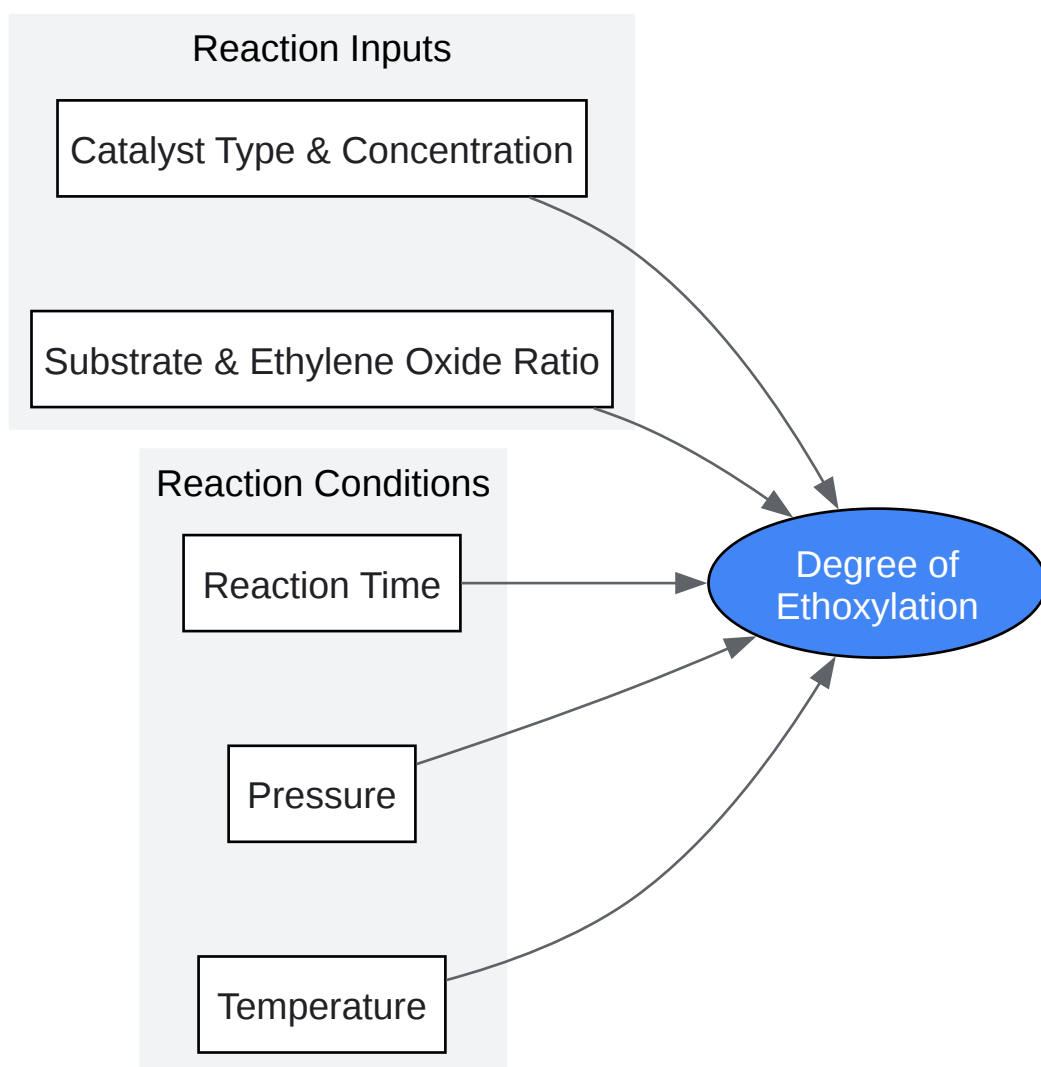 Reaction Inputs
Catalyst Type & Concentration
Substrate & Ethylene Oxide Ratio
Reaction Conditions
Reaction Time
Pressure
Temperature
Degree of
Ethoxylation